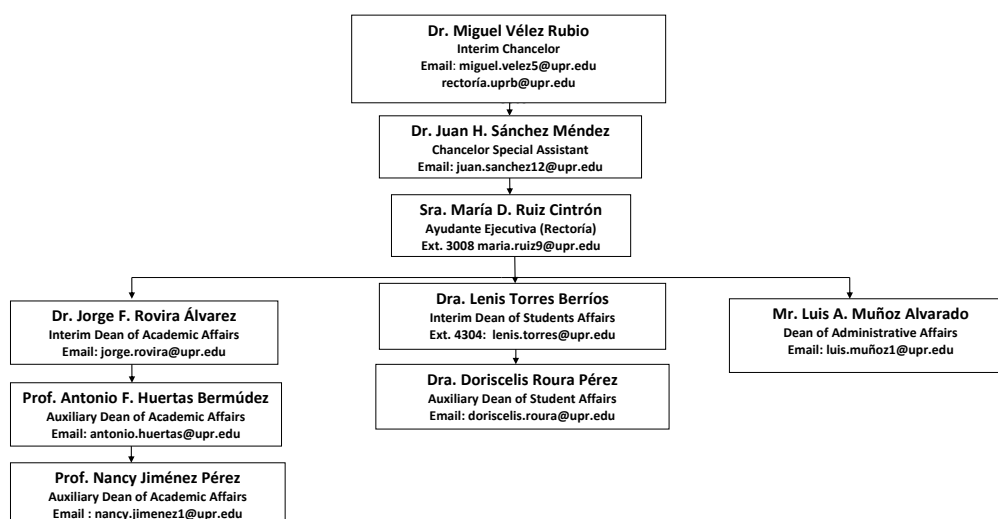 Dr. Miguel Vélez Rubio
Interim Chancelor
Email: miguel.velez5@upr.edu
rectoría.uprb@upr.edu
Dr. Juan H. Sánchez Méndez
Chancelor Special Assistant
Email: juan.sanchez12@upr.edu
Sra. María D. Ruiz Cintrón
Ayudante Ejecutiva (Rectoría)
Ext. 3008 maria.ruiz9@upr.edu
Dr. Jorge F. Rovira Álvarez
Interim Dean of Academic Affairs
Email: jorge.rovira@upr.edu
Prof. Antonio F. Huertas Bermúdez
Auxiliary Dean of Academic Affairs
Email: antonio.huertas@upr.edu
Prof. Nancy Jiménez Pérez
Auxiliary Dean of Academic Affairs
Email : nancy.jimenez1@upr.edu
Dra. Lenis Torres Berríos
Interim Dean of Students Affairs
Ext. 4304: lenis.torres@upr.edu
Dra. Doriscelis Roura Pérez
Auxiliary Dean of Student Affairs
Email: doriscelis.roura@upr.edu
Mr. Luis A. Muñoz Alvarado
Dean of Administrative Affairs
Email: luis.muñoz1@upr.edu